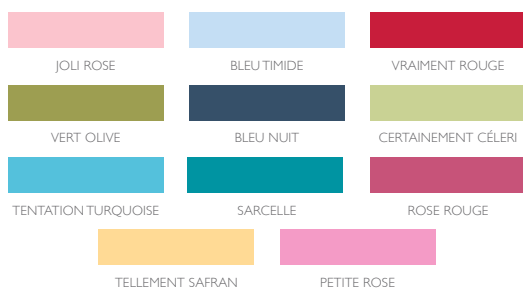 JOLI ROSE
BLEU TIMIDE
VRAIMENT ROUGE
VERT OLIVE
BLEU NUIT
CERTAINEMENT CÉLERI
TENTATION TURQUOISE
SARCELLE
ROSE ROUGE
TELLEMENT SAFRAN
PETITE ROSE